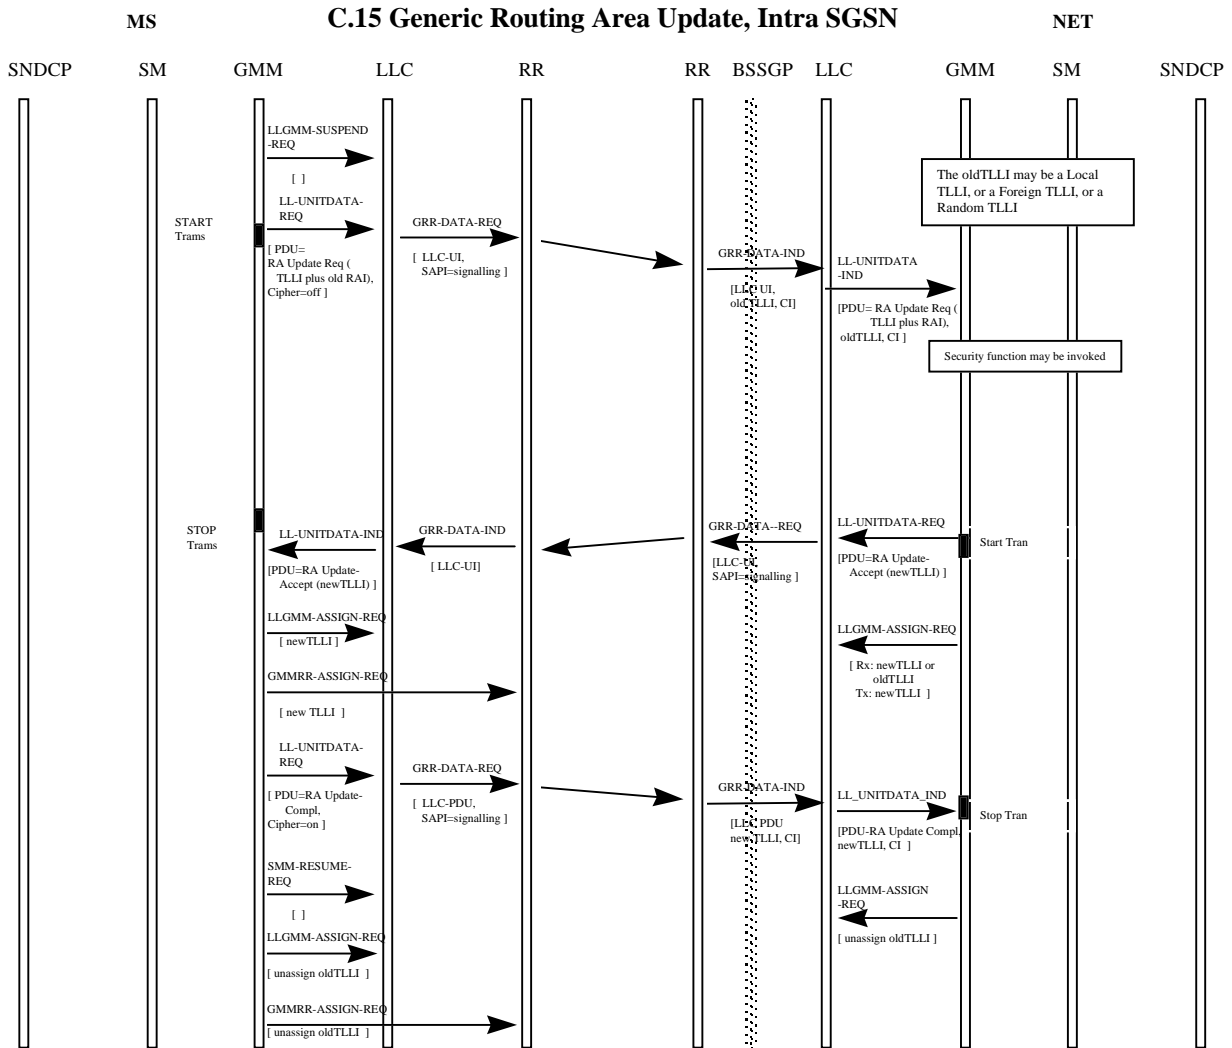 C.15 Generic Routing Area Update, Intra SGSN
MS
NET
SNDCP SM GMM LLC RR RR BSSGP LLC GMM SM SNDCP
LLGMM-SUSPEND
-REQ
[ ]
LL-UNITDATA-
REQ
START
Trams
[ PDU=
RA Update Req (
TLLI plus old RAI),
Cipher=off ]
GRR-DATA-REQ
[ LLC-UI,
SAPI=signalling ]
GRR-DATA-IND
[LLC-UI,
old TLLI, CI]
LL-UNITDATA
-IND
[PDU= RA Update Req (
TLLI plus RAI),
oldTLLI, CI ]
The oldTLLI may be a Local
TLLI, or a Foreign TLLI, or a
Random TLLI
Security function may be invoked
STOP
Trams
LL-UNITDATA-IND
[PDU=RA Update-
Accept (newTLLI) ]
GRR-DATA-IND
[ LLC-UI]
GRR-DATA--REQ
[LLC-UI,
SAPI=signalling ]
LL-UNITDATA-REQ
[PDU=RA Update-
Accept (newTLLI) ]
Start Tran
LLGMM-ASSIGN-REQ
[ newTLLI ]
LLGMM-ASSIGN-REQ
[ Rx: newTLLI or
oldTLLI
Tx: newTLLI ]
GMMRR-ASSIGN-REQ
[ new TLLI ]
LL-UNITDATA-
REQ
[ PDU=RA Update-
Compl,
Cipher=on ]
GRR-DATA-REQ
[ LLC-PDU,
SAPI=signalling ]
GRR-DATA-IND
[LLC PDU
new TLLI, CI]
LL_UNITDATA_IND
[PDU-RA Update Compl,
newTLLI, CI ]
Stop Tran
SMM-RESUME-
REQ
[ ]
LLGMM-ASSIGN
-REQ
[ unassign oldTLLI ]
LLGMM-ASSIGN-REQ
[ unassign oldTLLI ]
GMMRR-ASSIGN-REQ
[ unassign oldTLLI ]